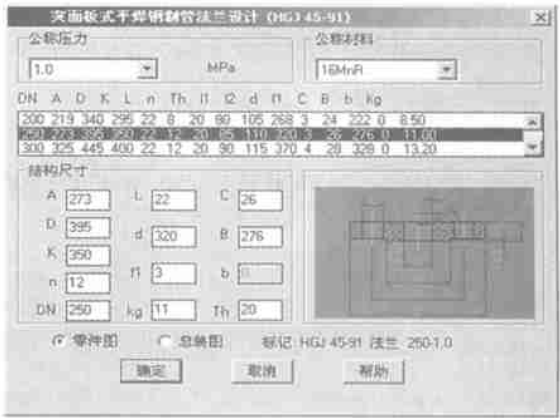 突面板式平焊钢制管法兰设计 (HGJ 45-91)
公称压力
公称材料
1.0
MPa
16MnR
DN A D K L n Th l1 l2 d f1 C B b kg
200 219 340 295 22 8 20 80 105 268 3 24 222 0 8.50
250 273 395 350 22 12 20 85 110 320 3 26 276 0 11.60
300 325 445 400 22 12 20 90 115 370 4 28 328 0 13.20
结构尺寸
A 273 L 22 C 26
D 395 d 320 B 276
K 350 f1 3 b
n 12
DN 250 kg 11 Th 20
零件图 总装图 标记: HGJ 45-91 法兰 250-1.0
确定 取消 帮助